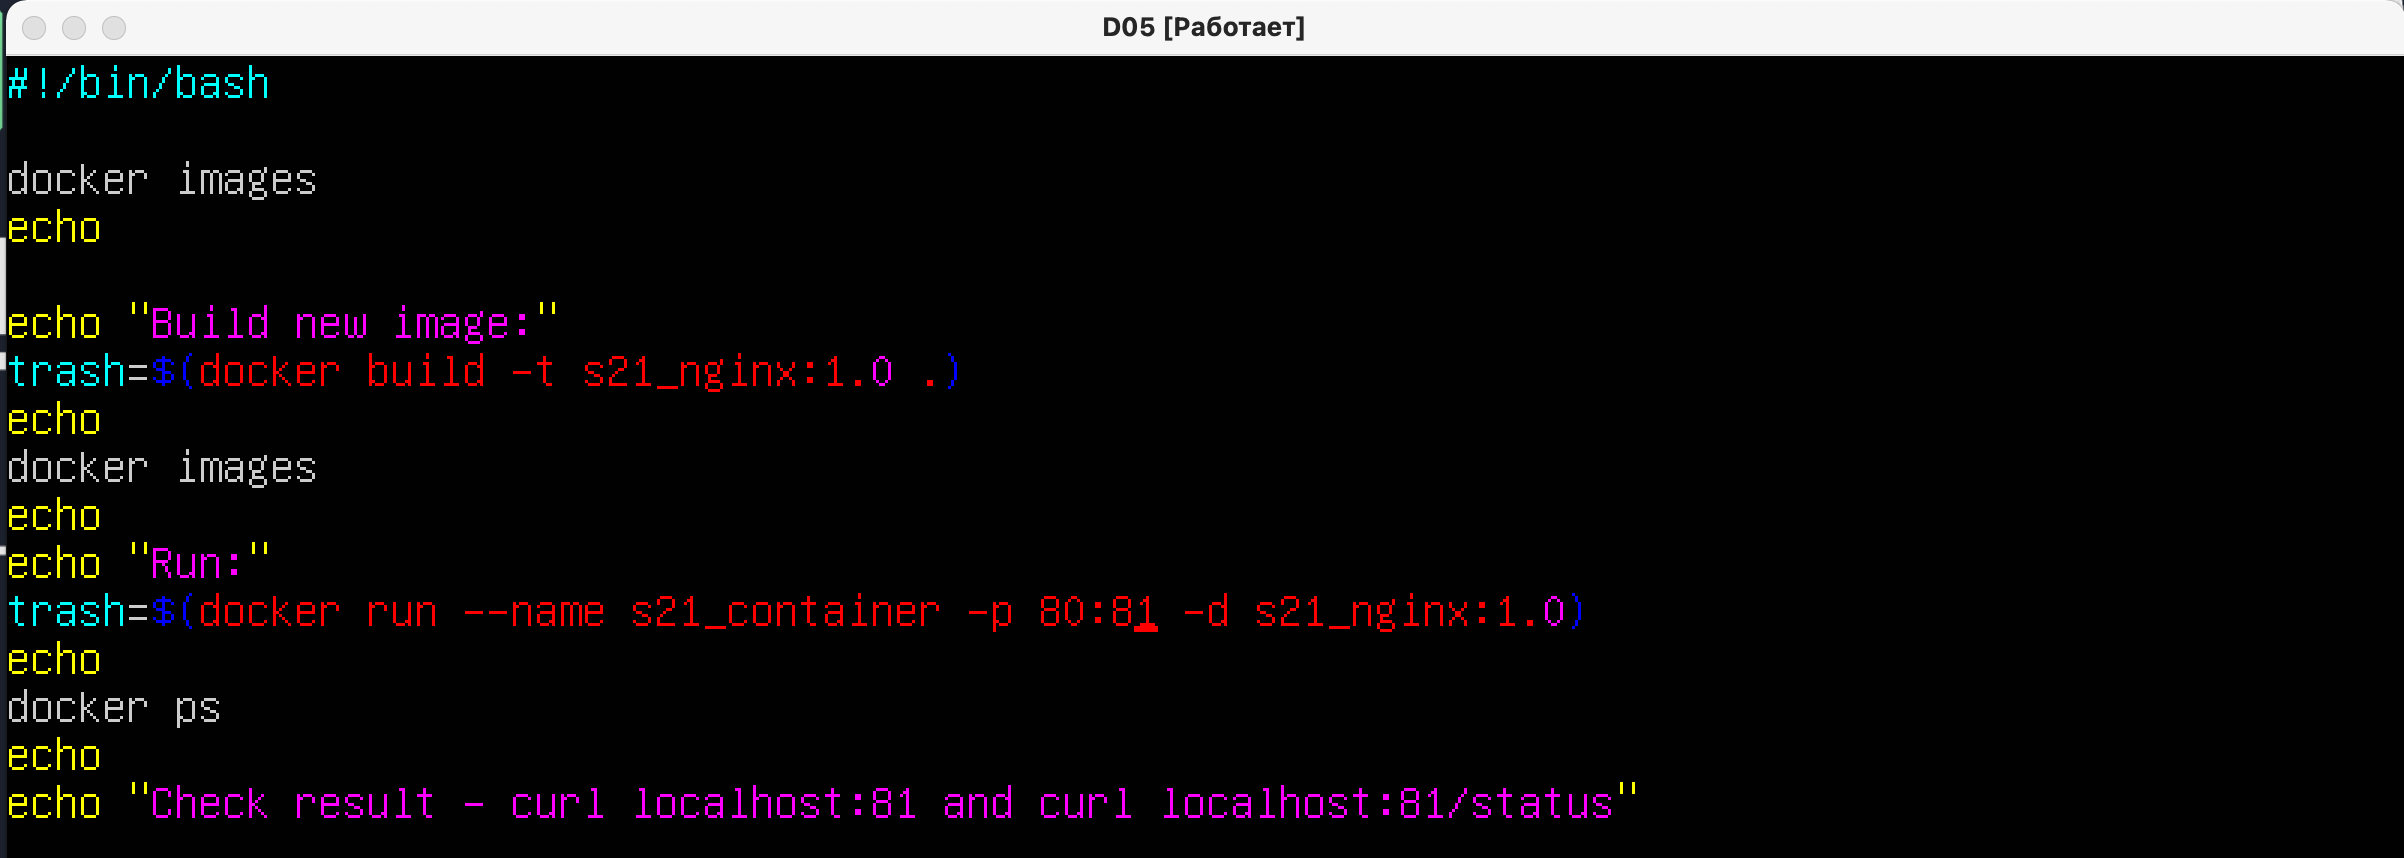 D05 [Работает]
#!/bin/bash
docker images
echo
echo "Build new image:"
trash=$(docker build -t s21_nginx:1.0 .)
echo
docker images
echo
echo "Run:"
trash=$(docker run --name s21_container -p 80:81 -d s21_nginx:1.0)
echo
docker ps
echo
echo "Check result - curl localhost:81 and curl localhost:81/status"